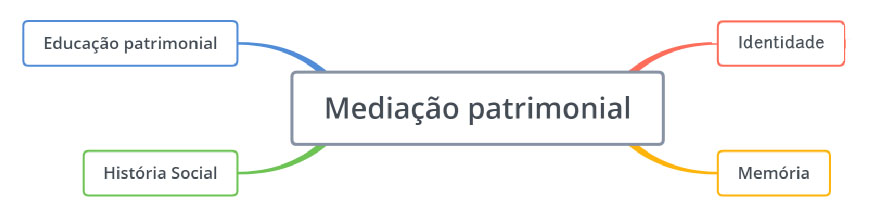 Educação patrimonial
Identidade
Mediação patrimonial
História Social
Memória